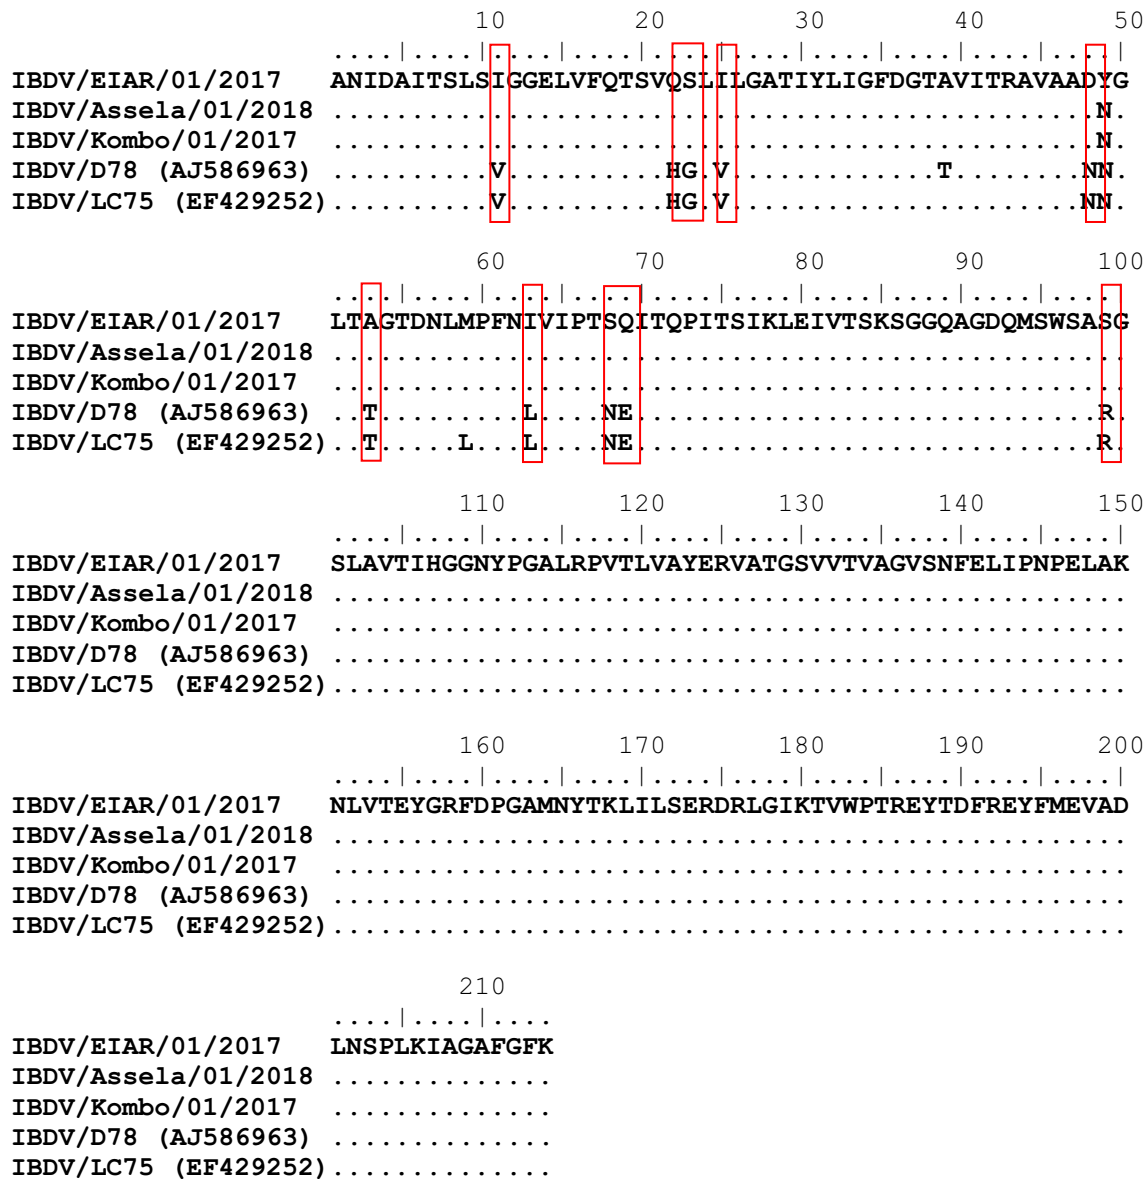 10 20 30 40 50
....|....|....|....|....|....|....|....|....|....|
IBDV/EIAR/01/2017 ANIDAITSLSIGGELVFQTSVQSLILGATIYLIGFDGTAVITRAVAADYG
IBDV/Assela/01/2018 ................................................N.
IBDV/Kombo/01/2017 ................................................N.
IBDV/D78 (AJ586963) ..........V..........HG.V.............T........NN.
IBDV/LC75 (EF429252) ..........V..........HG.V......................NN.
60 70 80 90 100
....|....|....|....|....|....|....|....|....|....|
IBDV/EIAR/01/2017 LTAGTDNLMPFNIVIPTSQITQPITSIKLEIVTSKSGGQAGDQMSWSASG
IBDV/Assela/01/2018 ..................................................
IBDV/Kombo/01/2017 ..................................................
IBDV/D78 (AJ586963) ..T.........L....NE.............................R.
IBDV/LC75 (EF429252) ..T.....L...L....NE.............................R.
110 120 130 140 150
....|....|....|....|....|....|....|....|....|....|
IBDV/EIAR/01/2017 SLAVTIHGGNYPGALRPVTLVAYERVATGSVVTVAGVSNFELIPNPELAK
IBDV/Assela/01/2018 ..................................................
IBDV/Kombo/01/2017 ..................................................
IBDV/D78 (AJ586963) ..................................................
IBDV/LC75 (EF429252) ..................................................
160 170 180 190 200
....|....|....|....|....|....|....|....|....|....|
IBDV/EIAR/01/2017 NLVTEYGRFDPGAMNYTKLILSERDRLGIKTVWPTREYTDFREYFMEVAD
IBDV/Assela/01/2018 ..................................................
IBDV/Kombo/01/2017 ..................................................
IBDV/D78 (AJ586963) ..................................................
IBDV/LC75 (EF429252) ..................................................
210
....|....|....
IBDV/EIAR/01/2017 LNSPLKIAGAFGFK
IBDV/Assela/01/2018 ..............
IBDV/Kombo/01/2017 ..............
IBDV/D78 (AJ586963) ..............
IBDV/LC75 (EF429252) ..............